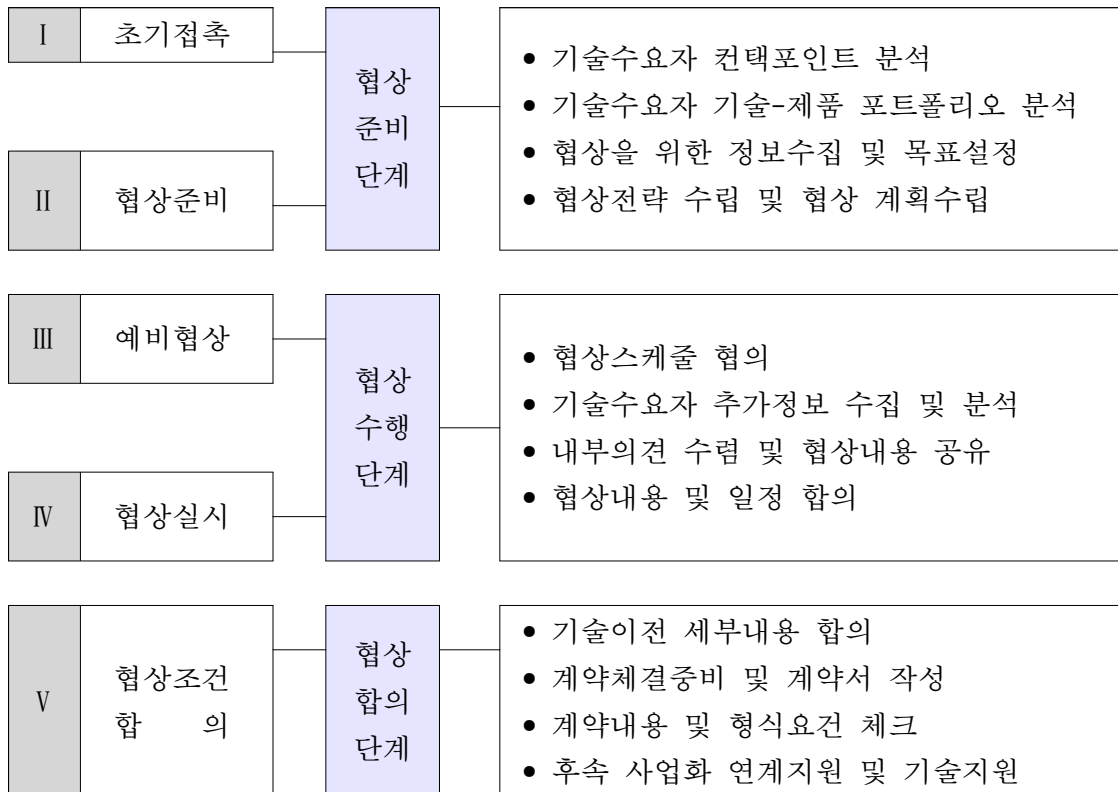 Ⅰ 초기접촉
Ⅱ 협상준비
협상
준비
단계
• 기술수요자 컨택포인트 분석
• 기술수요자 기술-제품 포트폴리오 분석
• 협상을 위한 정보수집 및 목표설정
• 협상전략 수립 및 협상 계획수립
Ⅲ 예비협상
Ⅳ 협상실시
협상
수행
단계
• 협상스케줄 협의
• 기술수요자 추가정보 수집 및 분석
• 내부의견 수렴 및 협상내용 공유
• 협상내용 및 일정 합의
Ⅴ 협상조건
합 의
협상
합의
단계
• 기술이전 세부내용 합의
• 계약체결중비 및 계약서 작성
• 계약내용 및 형식요건 체크
• 후속 사업화 연계지원 및 기술지원